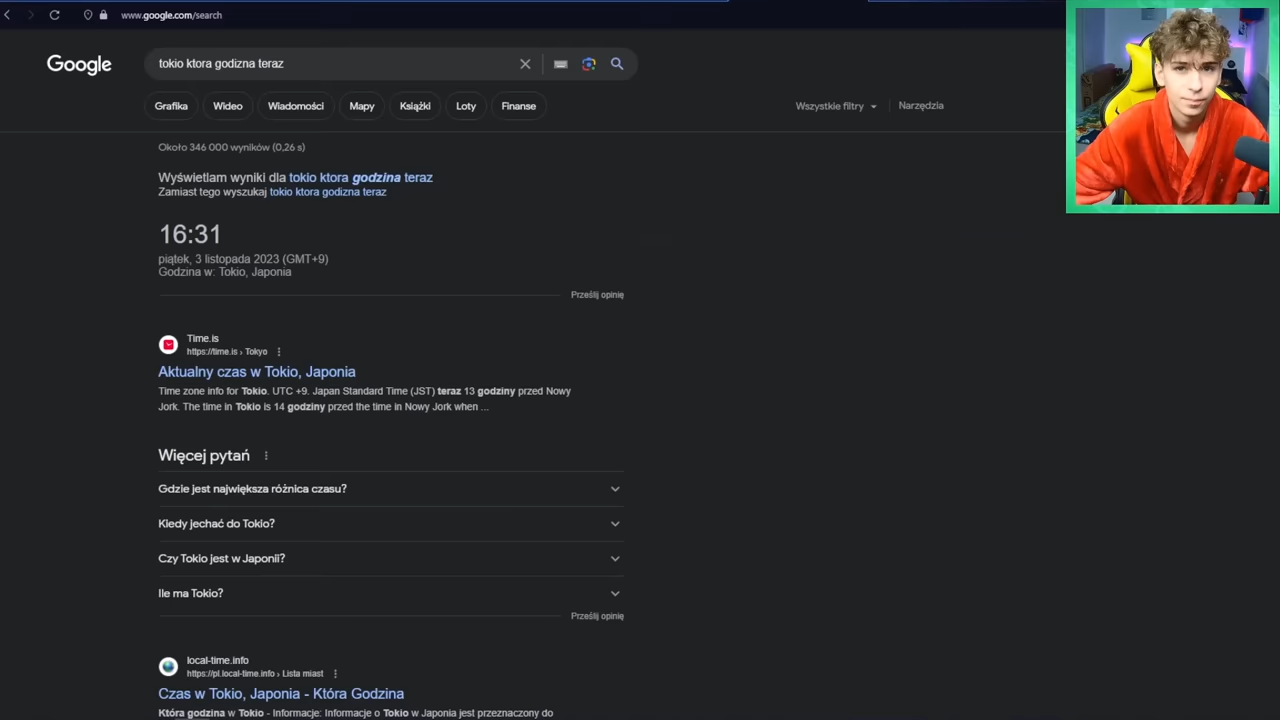 www.google.com/search
Google
tokio ktora godizna teraz
Grafika
Wideo
Wiadomości
Mapy
Książki
Loty
Finanse
Wszystkie filtry
Narzędzia
Około 346 000 wyników (0,26 s)
Wyświetlam wyniki dla tokio ktora godzina teraz
Zamiast tego wyszukaj tokio ktora godizna teraz
16:31
piątek, 3 listopada 2023 (GMT+9)
Godzina w: Tokio, Japonia
Prześlij opinię
Time.is
https://time.is › Tokyo
Aktualny czas w Tokio, Japonia
Time zone info for Tokio. UTC +9. Japan Standard Time (JST) teraz 13 godziny przed Nowy
Jork. The time in Tokio is 14 godziny przed the time in Nowy Jork when ...
Więcej pytań
Gdzie jest największa różnica czasu?
Kiedy jechać do Tokio?
Czy Tokio jest w Japonii?
Ile ma Tokio?
Prześlij opinię
local-time.info
https://pl.local-time.info › Lista miast
Czas w Tokio, Japonia - Która Godzina
Która godzina w Tokio - Informacje: Informacje o Tokio w Japonia jest przeznaczony do